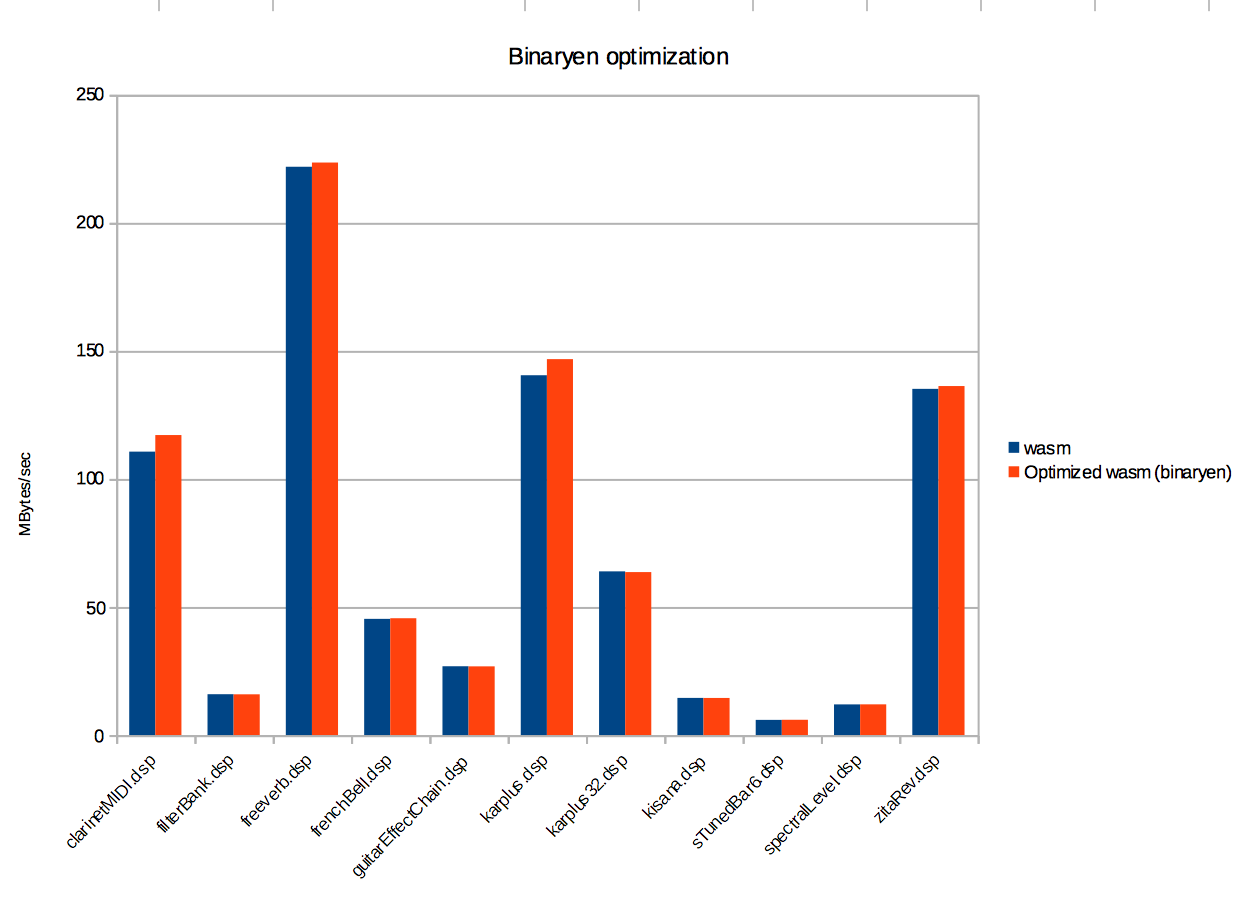 Binaryen optimization
250
200
150
100
50
0
MBytes/sec
clarinetMIDI.dsp
filterBank.dsp
freeverb.dsp
frenchBell.dsp
guitarEffectChain.dsp
karplus.dsp
karplus32.dsp
kisana.dsp
sTunedBar6.dsp
spectralLevel.dsp
zitaRev.dsp
wasm
Optimized wasm (binaryen)